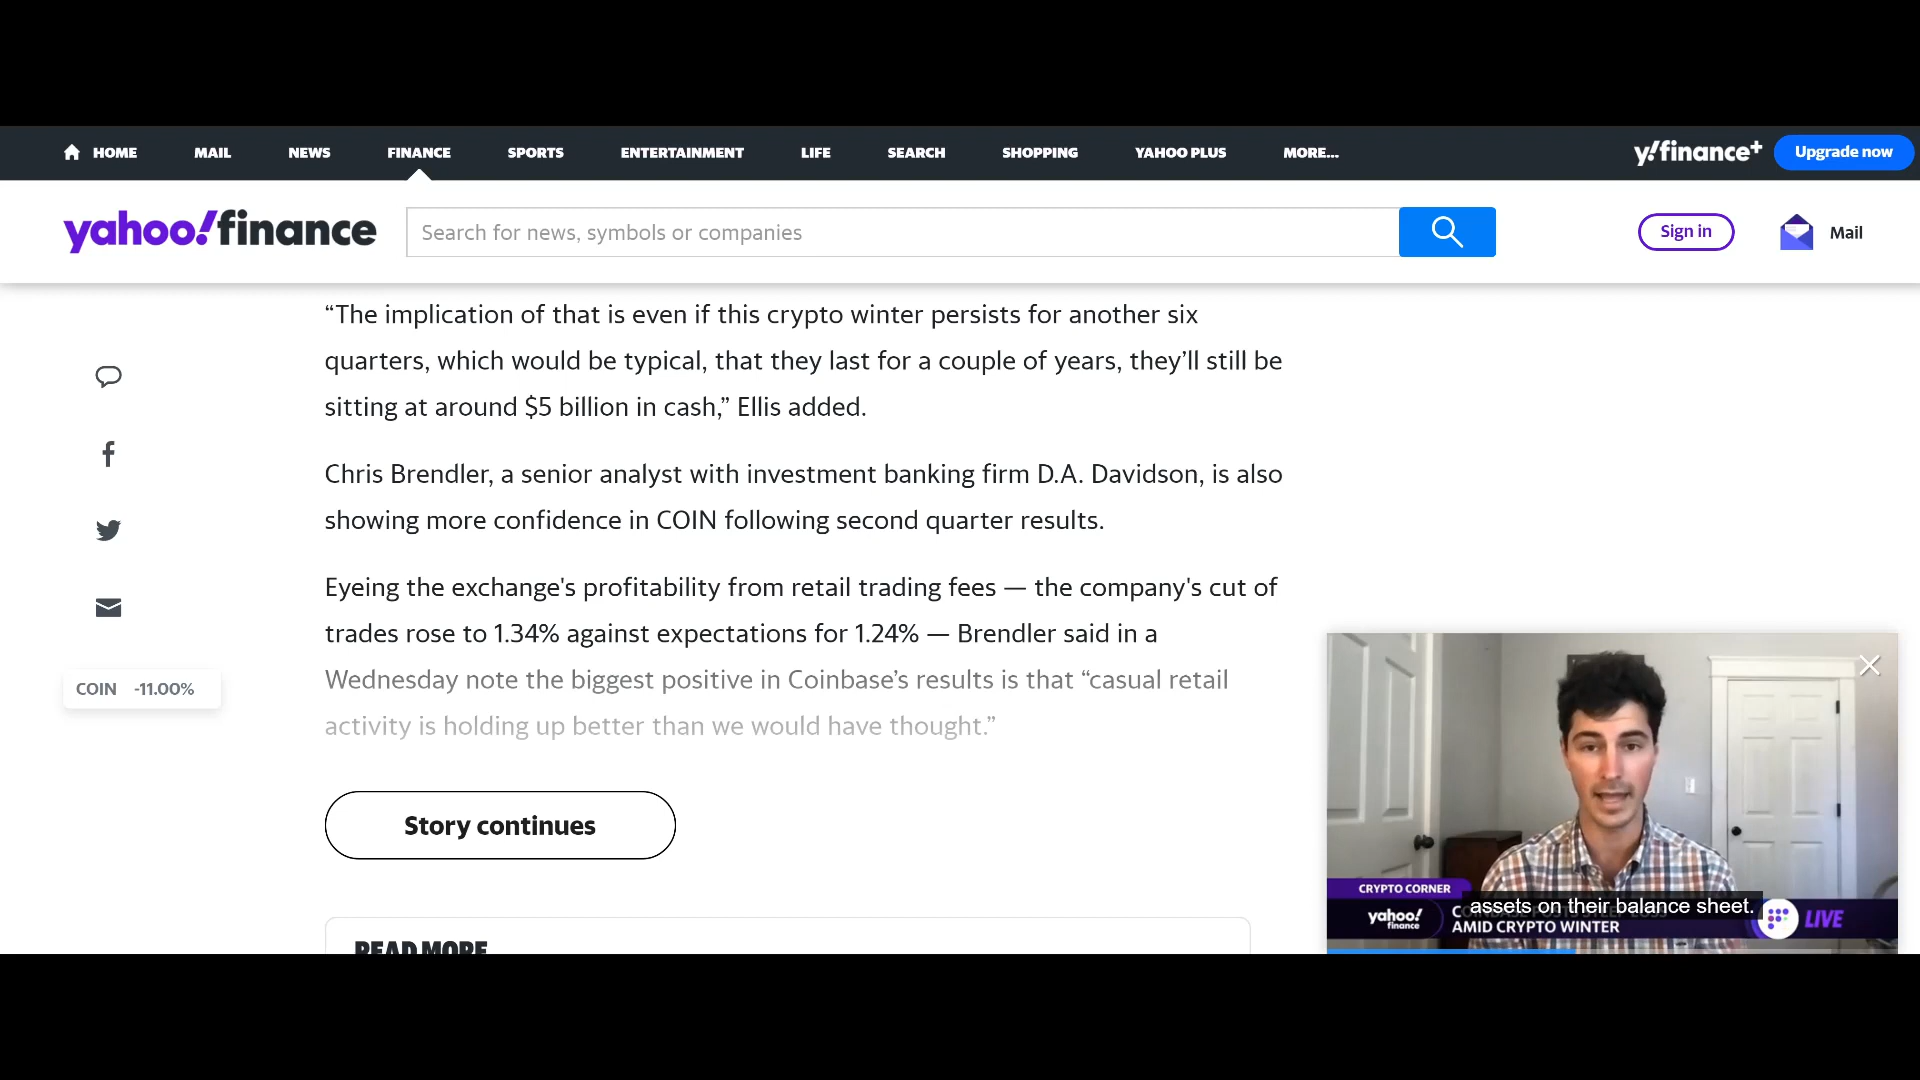 HOME MAIL NEWS FINANCE SPORTS ENTERTAINMENT LIFE SEARCH SHOPPING YAHOO PLUS MORE... y!finance+ Upgrade now
yahoo!finance Search for news, symbols or companies Sign in Mail
“The implication of that is even if this crypto winter persists for another six
quarters, which would be typical, that they last for a couple of years, they’ll still be
sitting at around $5 billion in cash,” Ellis added.
Chris Brendler, a senior analyst with investment banking firm D.A. Davidson, is also
showing more confidence in COIN following second quarter results.
Eyeing the exchange's profitability from retail trading fees — the company's cut of
trades rose to 1.34% against expectations for 1.24% — Brendler said in a
Wednesday note the biggest positive in Coinbase’s results is that “casual retail
activity is holding up better than we would have thought.”
COIN -11.00%
Story continues
READ MORE
CRYPTO CORNER
assets on their balance sheet.
yahoo!
finance
AMID CRYPTO WINTER
LIVE